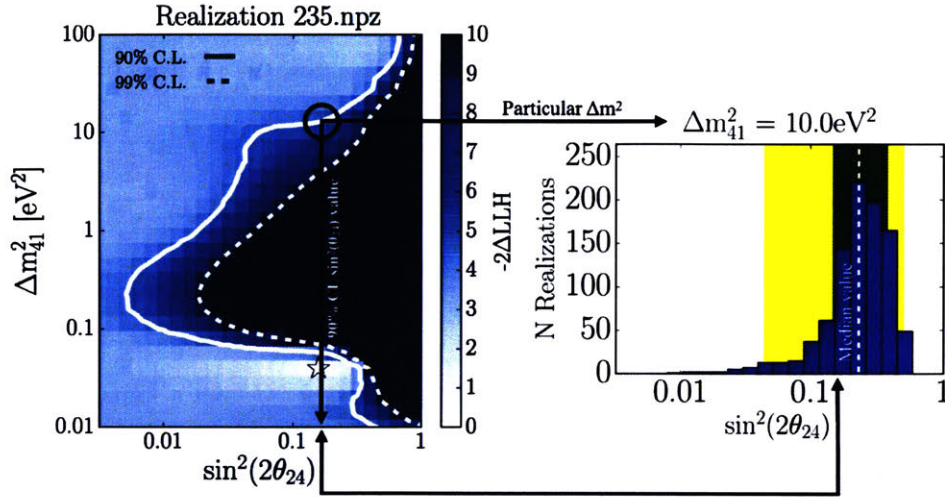 Realization 235.npz
90% C.L.
99% C.L.
Δm²₄₁ [eV²]
100
10
1
0.1
0.01
0.01
0.1
1
sin²(2θ₂₄)
10
9
8
7
6
5
4
3
2
1
0
-2ΔLLH
Particular Δm²
value
Δm²₄₁ = 10.0eV²
N Realizations
250
200
150
100
50
0
Median value
0.1
1
sin²(2θ₂₄)